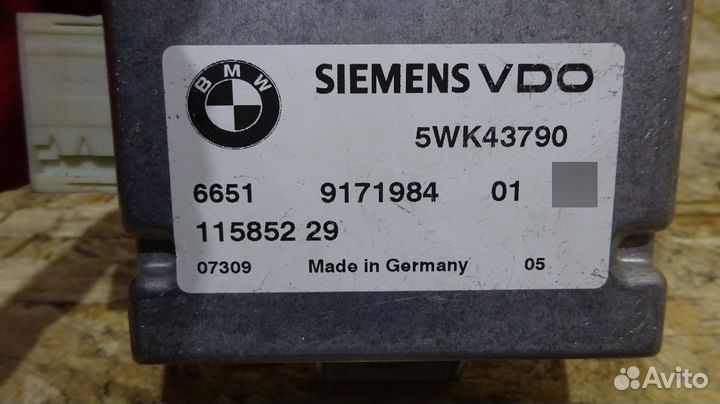 BMW
SIEMENS VDO
5WK43790
6651 9171984 01
115852 29
07309 Made in Germany 05
Avito